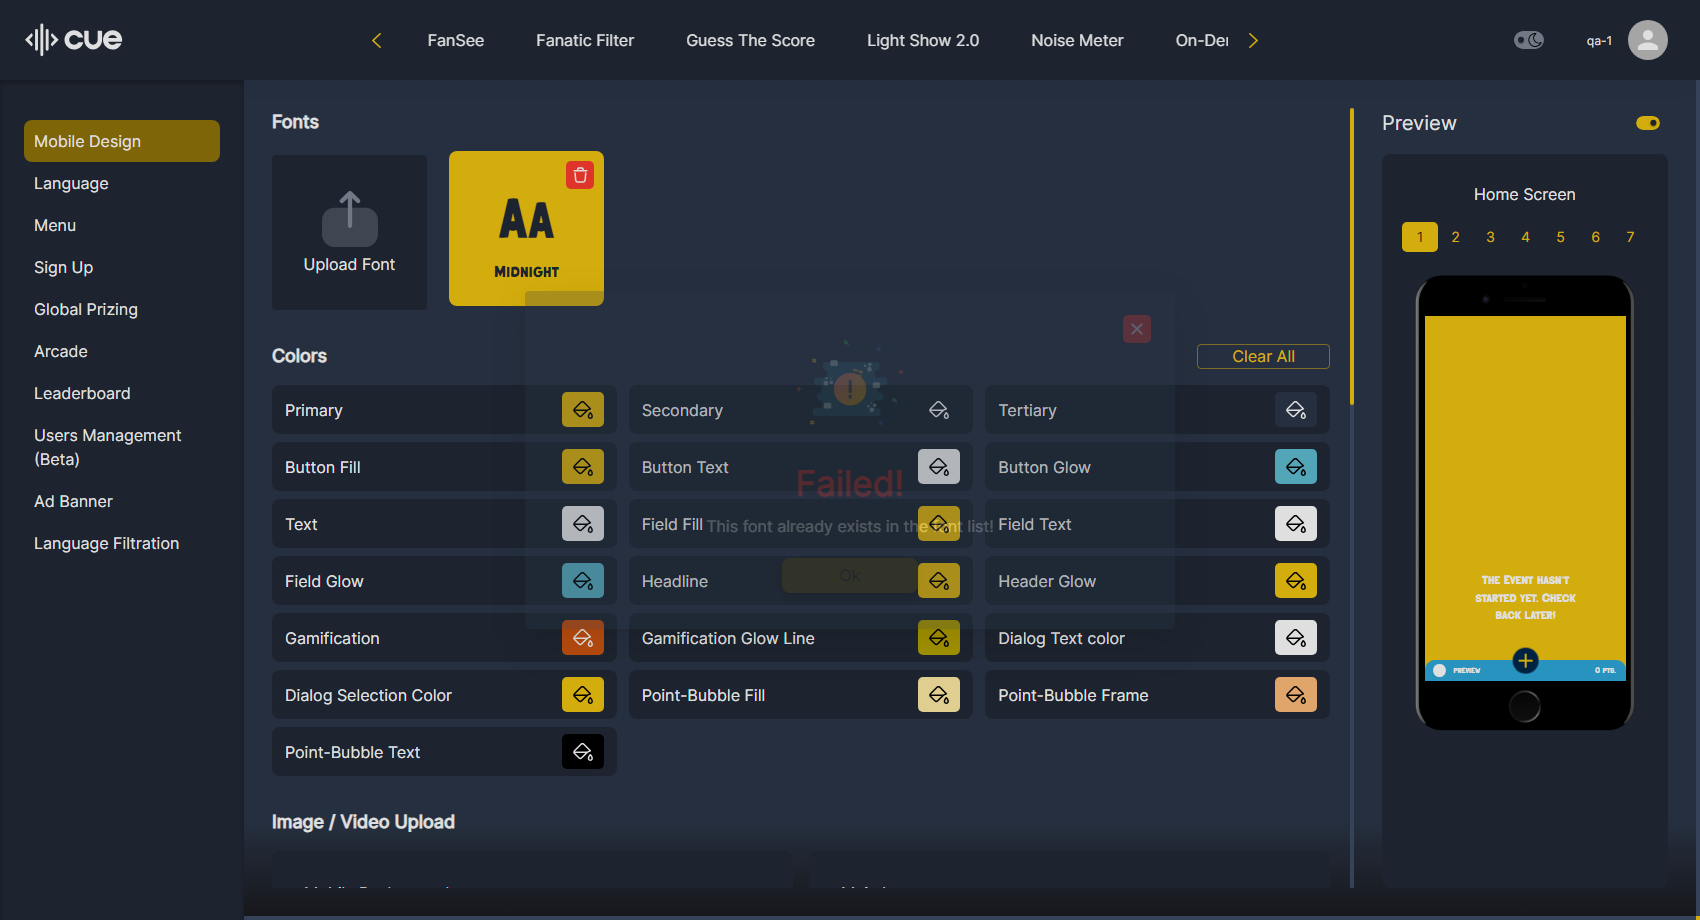 cue
FanSee
Fanatic Filter
Guess The Score
Light Show 2.0
Noise Meter
On-De
qa-1
Mobile Design
Language
Menu
Sign Up
Global Prizing
Arcade
Leaderboard
Users Management
(Beta)
Ad Banner
Language Filtration
Fonts
Upload Font
Aa
Midnight
Colors
Clear All
Primary
Secondary
Tertiary
Button Fill
Button Text
Button Glow
Text
Field Fill
Field Text
Field Glow
Headline
Header Glow
Gamification
Gamification Glow Line
Dialog Text color
Dialog Selection Color
Point-Bubble Fill
Point-Bubble Frame
Point-Bubble Text
Failed!
This font already exists in the font list!
Ok
Image / Video Upload
Preview
Home Screen
1 2 3 4 5 6 7
The Event hasn't
started yet. Check
back later!
PREVIEW
0 PTS.